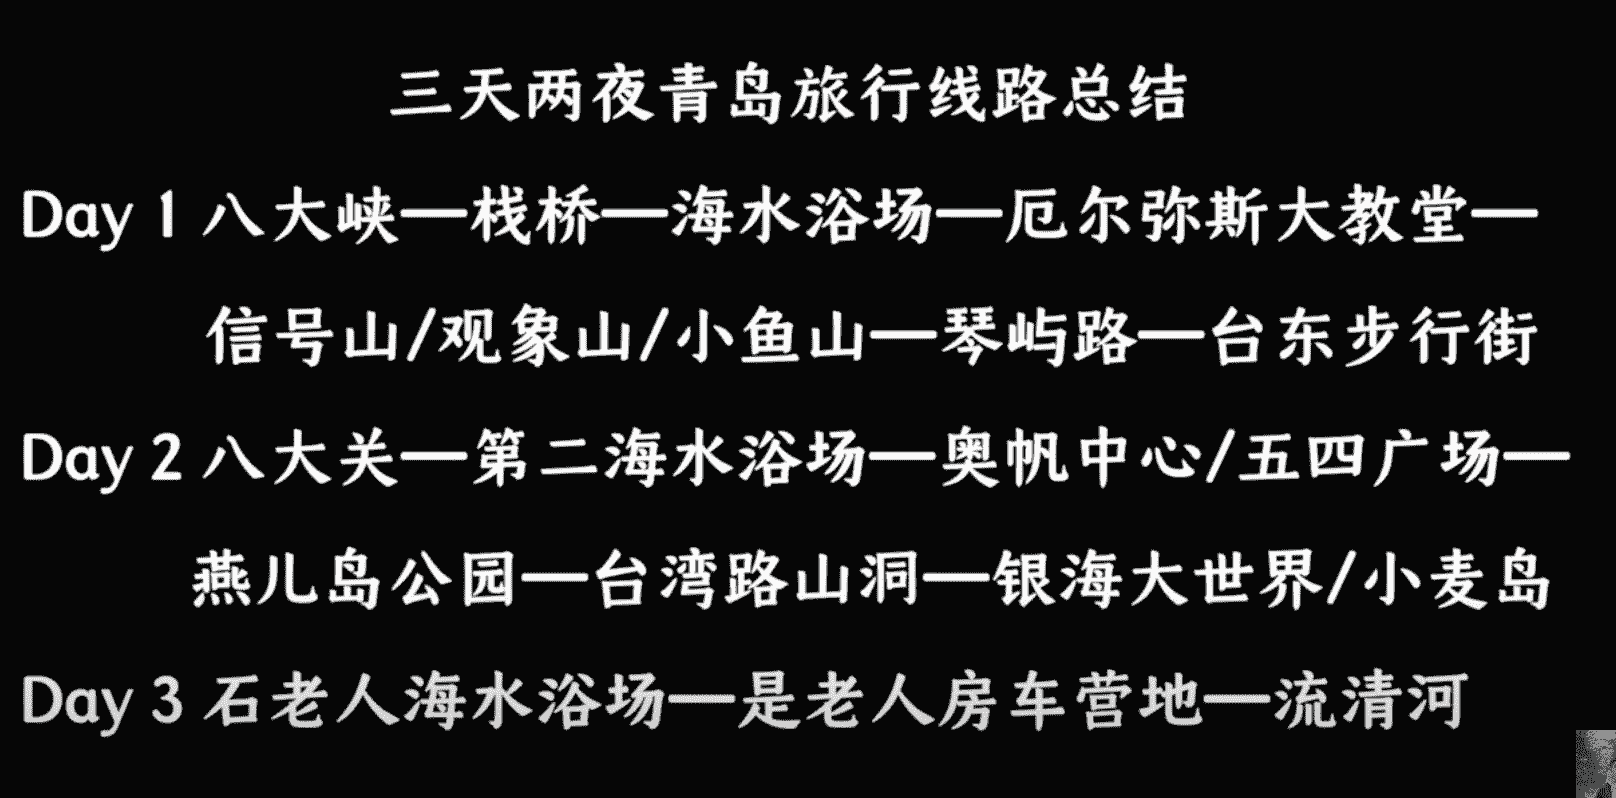 三天两夜青岛旅行线路总结
Day 1 八大峡—栈桥—海水浴场—厄尔弥斯大教堂—
信号山/观象山/小鱼山—琴屿路—台东步行街
Day 2 八大关—第二海水浴场—奥帆中心/五四广场—
燕儿岛公园—台湾路山洞—银海大世界/小麦岛
Day 3 石老人海水浴场—是老人房车营地—流清河